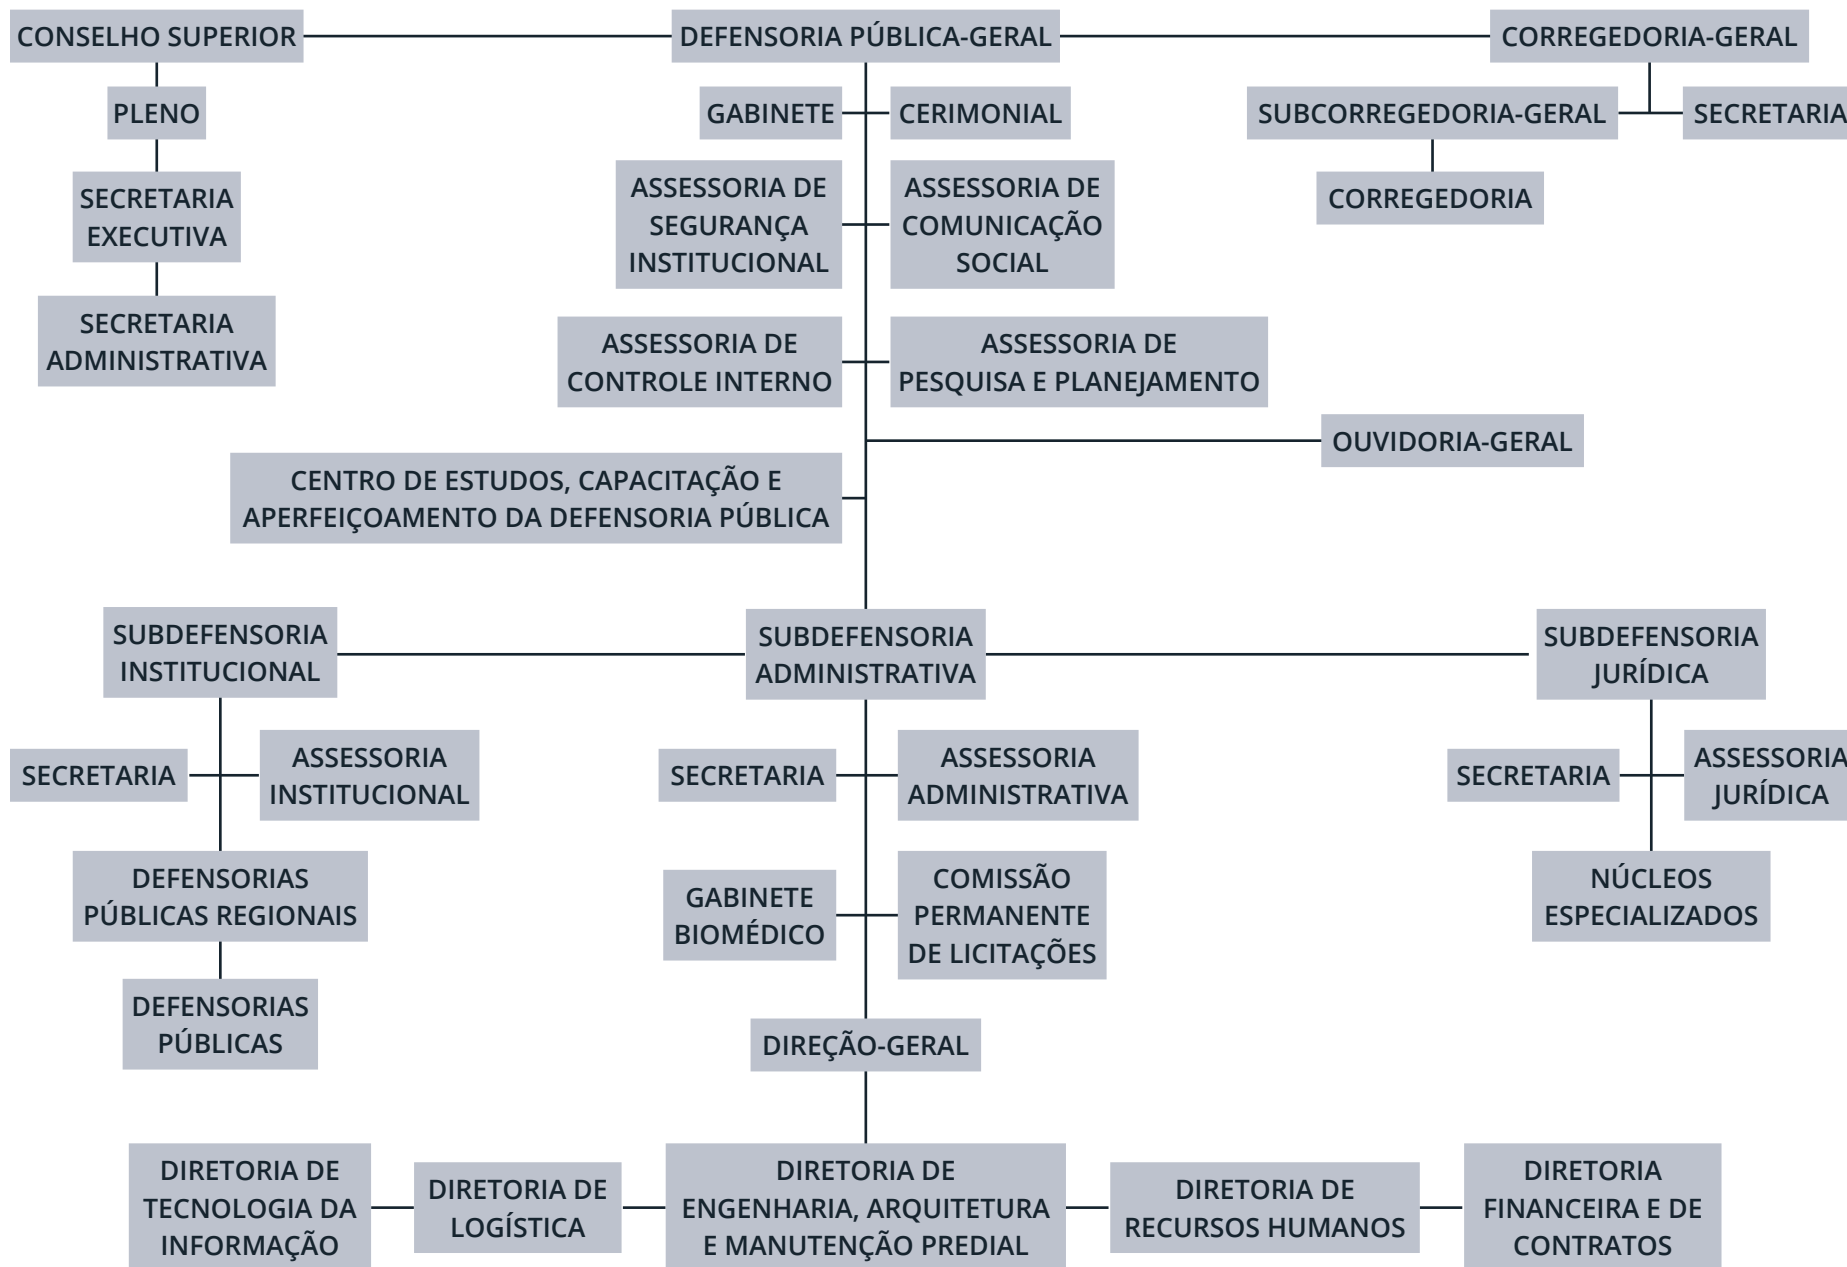 CONSELHO SUPERIOR
DEFENSORIA PÚBLICA-GERAL
CORREGEDORIA-GERAL
PLENO
GABINETE
CERIMONIAL
SUBCORREGEDORIA-GERAL
SECRETARIA
SECRETARIA
EXECUTIVA
ASSESSORIA DE
SEGURANÇA
INSTITUCIONAL
ASSESSORIA DE
COMUNICAÇÃO
SOCIAL
CORREGEDORIA
SECRETARIA
ADMINISTRATIVA
ASSESSORIA DE
CONTROLE INTERNO
ASSESSORIA DE
PESQUISA E PLANEJAMENTO
OUVIDORIA-GERAL
CENTRO DE ESTUDOS, CAPACITAÇÃO E
APERFEIÇOAMENTO DA DEFENSORIA PÚBLICA
SUBDEFENSORIA
INSTITUCIONAL
SUBDEFENSORIA
ADMINISTRATIVA
SUBDEFENSORIA
JURÍDICA
SECRETARIA
ASSESSORIA
INSTITUCIONAL
SECRETARIA
ASSESSORIA
ADMINISTRATIVA
SECRETARIA
ASSESSORIA
JURÍDICA
DEFENSORIAS
PÚBLICAS REGIONAIS
GABINETE
BIOMÉDICO
COMISSÃO
PERMANENTE
DE LICITAÇÕES
NÚCLEOS
ESPECIALIZADOS
DEFENSORIAS
PÚBLICAS
DIREÇÃO-GERAL
DIRETORIA DE
TECNOLOGIA DA
INFORMAÇÃO
DIRETORIA DE
LOGÍSTICA
DIRETORIA DE
ENGENHARIA, ARQUITETURA
E MANUTENÇÃO PREDIAL
DIRETORIA DE
RECURSOS HUMANOS
DIRETORIA
FINANCEIRA E DE
CONTRATOS